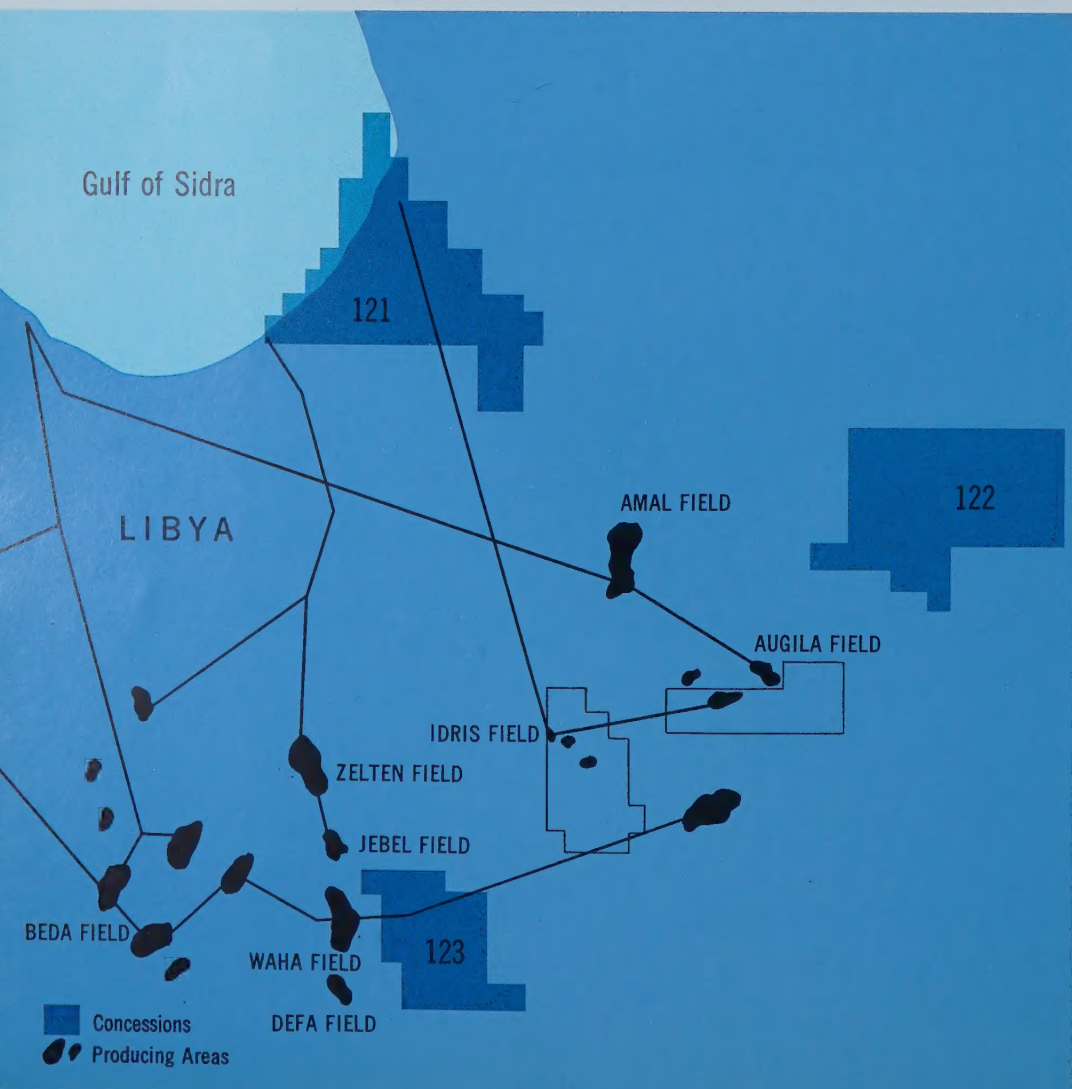 Gulf of Sidra
121
122
AMAL FIELD
LIBYA
AUGILA FIELD
IDRIS FIELD
ZELTEN FIELD
JEBEL FIELD
BEDA FIELD
WAHA FIELD
123
DEFA FIELD
Concessions
Producing Areas